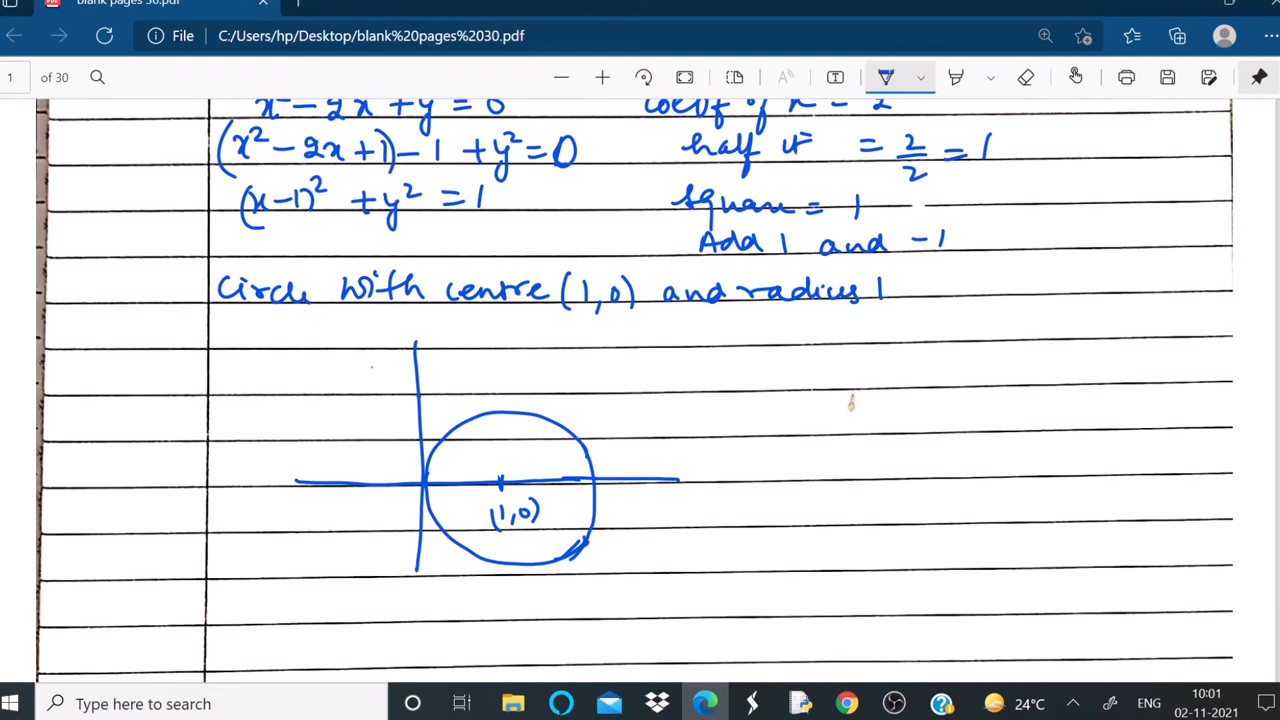 blank pages 30.pdf
File C:/Users/hp/Desktop/blank%20pages%2030.pdf
1 of 30
(x² - 2x + 1) - 1 + y² = 0
half it = 2/2 = 1
(x - 1)² + y² = 1
square = 1
Add 1 and - 1
Circle with centre (1,0) and radius 1
(1,0)
Type here to search
24°C
ENG
10:01
02-11-2021